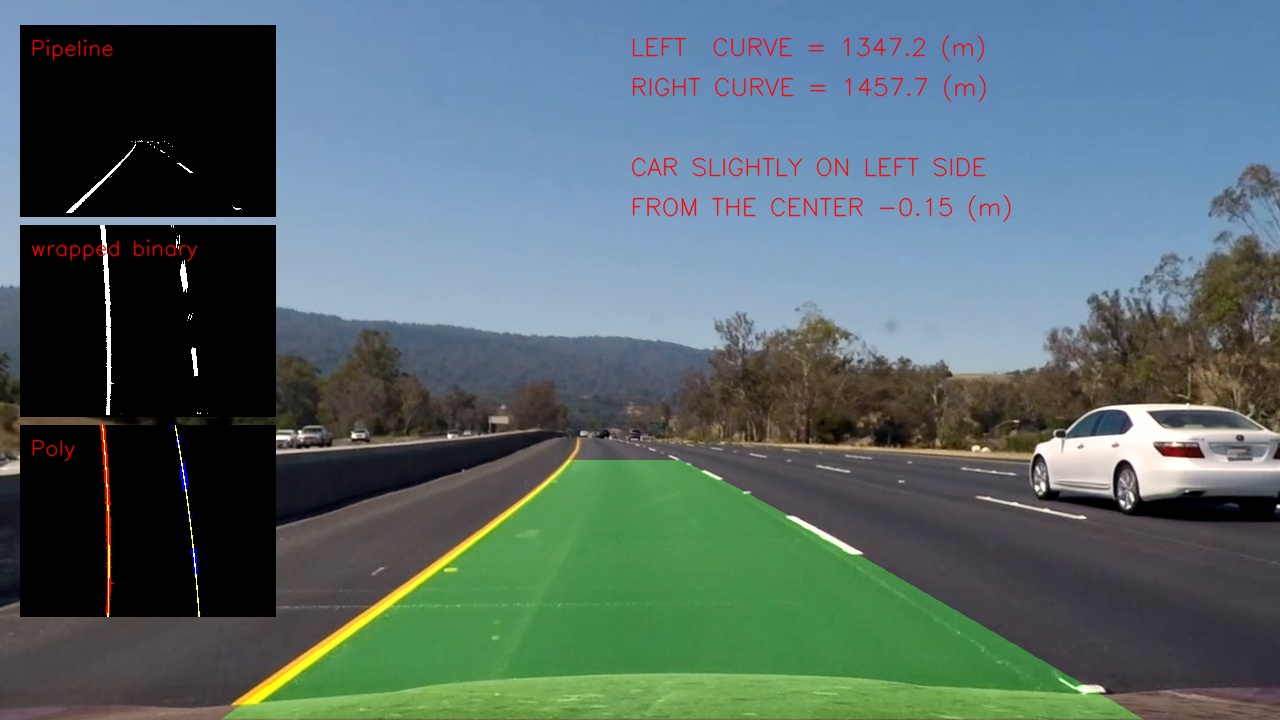 Pipeline
wrapped binary
Poly
LEFT  CURVE = 1347.2 (m)
RIGHT CURVE = 1457.7 (m)
CAR SLIGHTLY ON LEFT SIDE
FROM THE CENTER -0.15 (m)